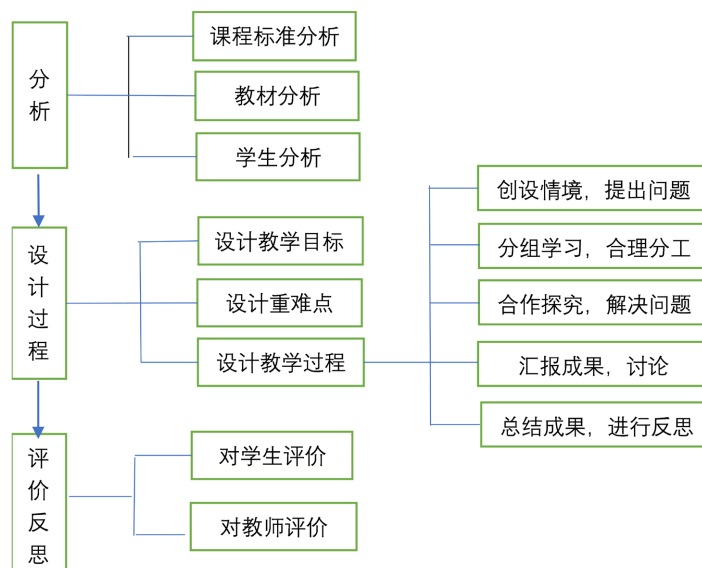 分析
课程标准分析
教材分析
学生分析
设计过程
设计教学目标
设计重难点
设计教学过程
创设情境，提出问题
分组学习，合理分工
合作探究，解决问题
汇报成果，讨论
总结成果，进行反思
评价反思
对学生评价
对教师评价